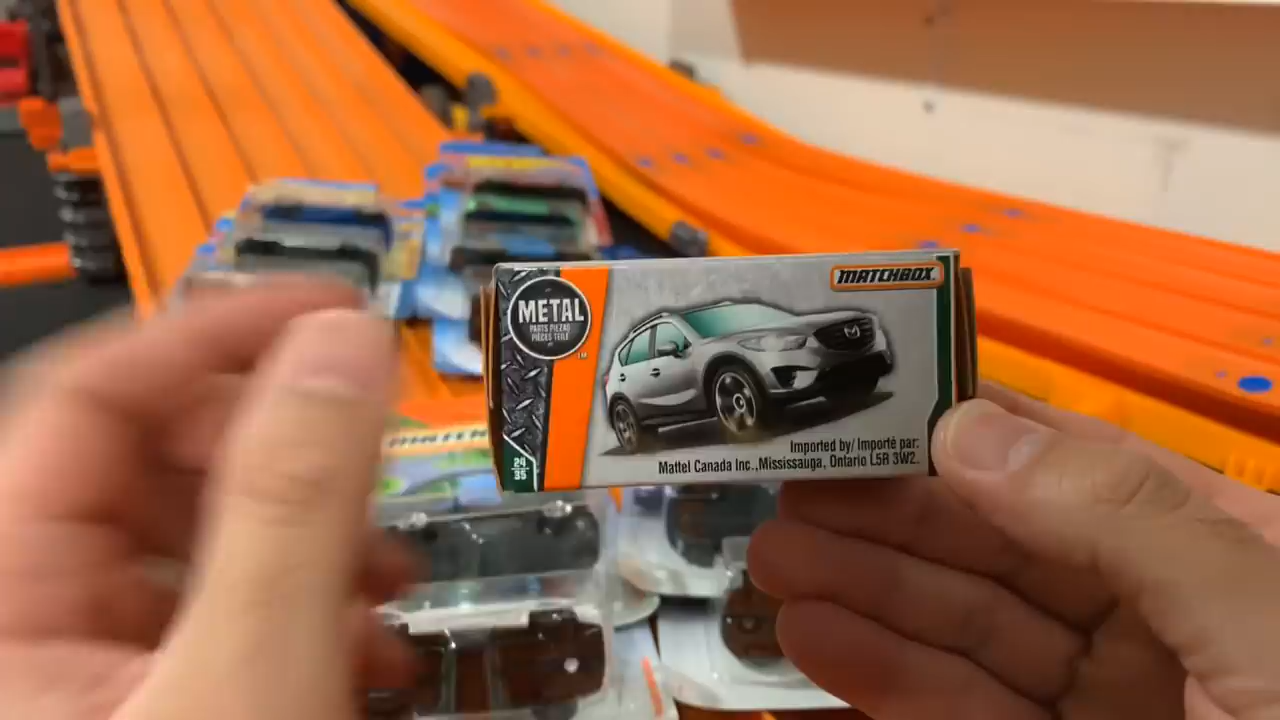 METAL
PARTS PIEZAS
PIÈCES TEILE
TM
MATCHBOX
Imported by/ Importé par:
Mattel Canada Inc.,Mississauga, Ontario L5R 3W2.
24
35